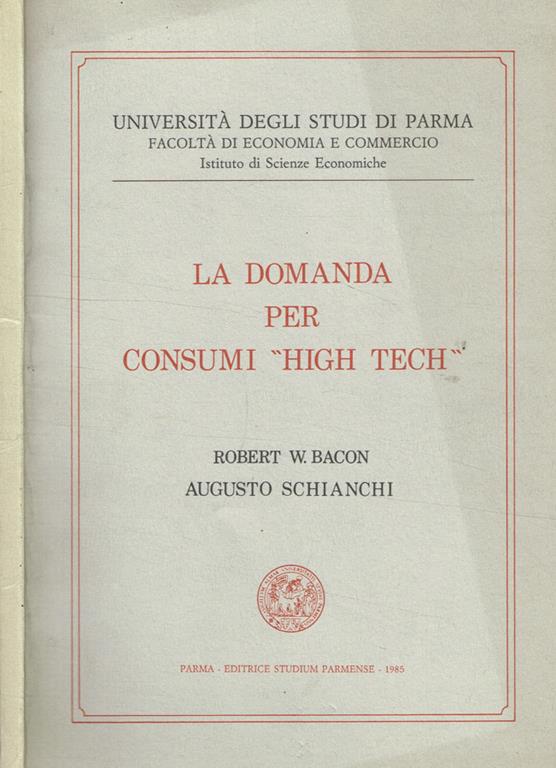 UNIVERSITÀ DEGLI STUDI DI PARMA
FACOLTÀ DI ECONOMIA E COMMERCIO
Istituto di Scienze Economiche
LA DOMANDA
PER
CONSUMI "HIGH TECH"
ROBERT W. BACON
AUGUSTO SCHIANCHI
PARMA - EDITRICE STUDIUM PARMENSE - 1985